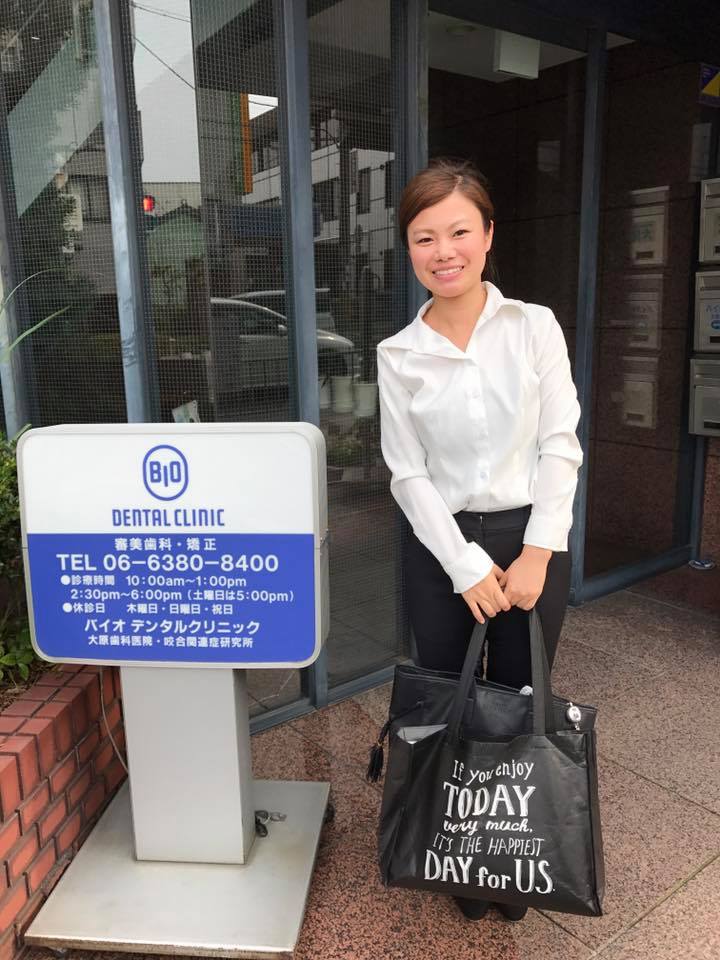 BIO
DENTAL CLINIC
審美歯科・矯正
TEL 06-6380-8400
●診療時間 10:00am～1:00pm
2:30pm～6:00pm（土曜日は5:00pm）
●休診日 木曜日・日曜日・祝日
バイオ デンタルクリニック
大原歯科医院・咬合関連症研究所
If you enjoy
TODAY
very much,
IT'S THE HAPPIEST
DAY for US.